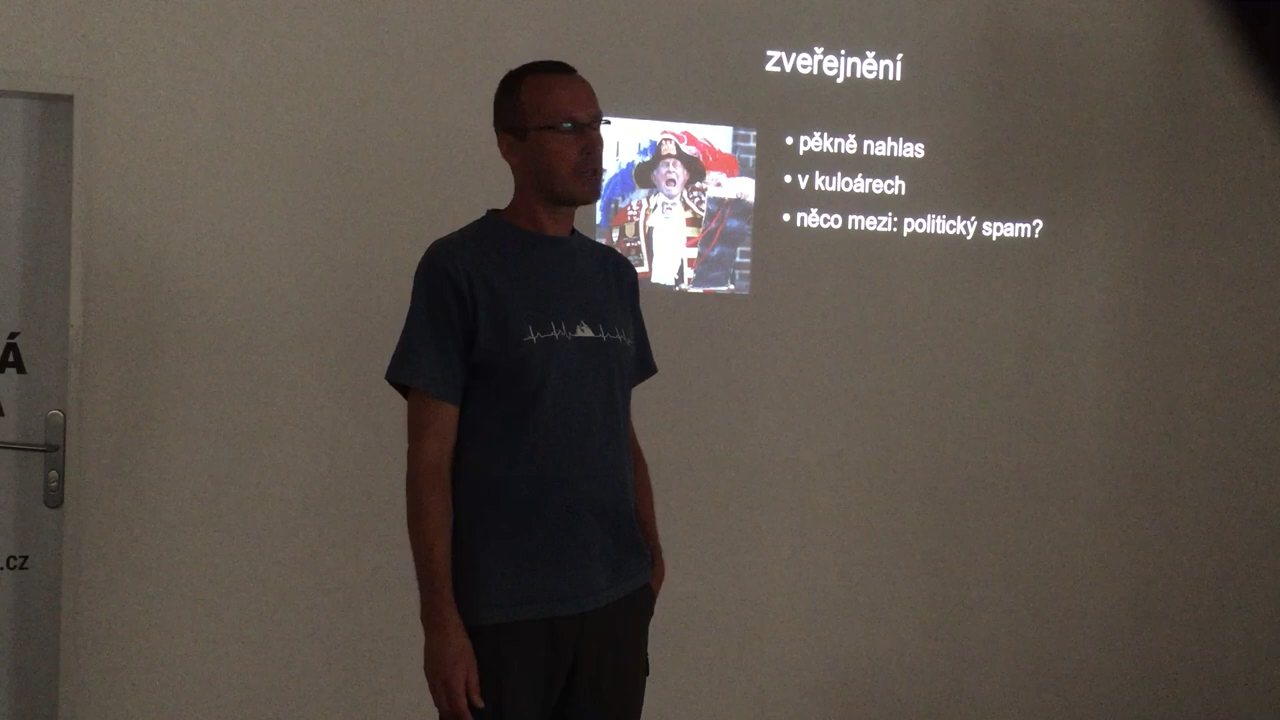 zveřejnění
• pěkně nahlas
• v kuloárech
• něco mezi: politický spam?
Á
A
.cz